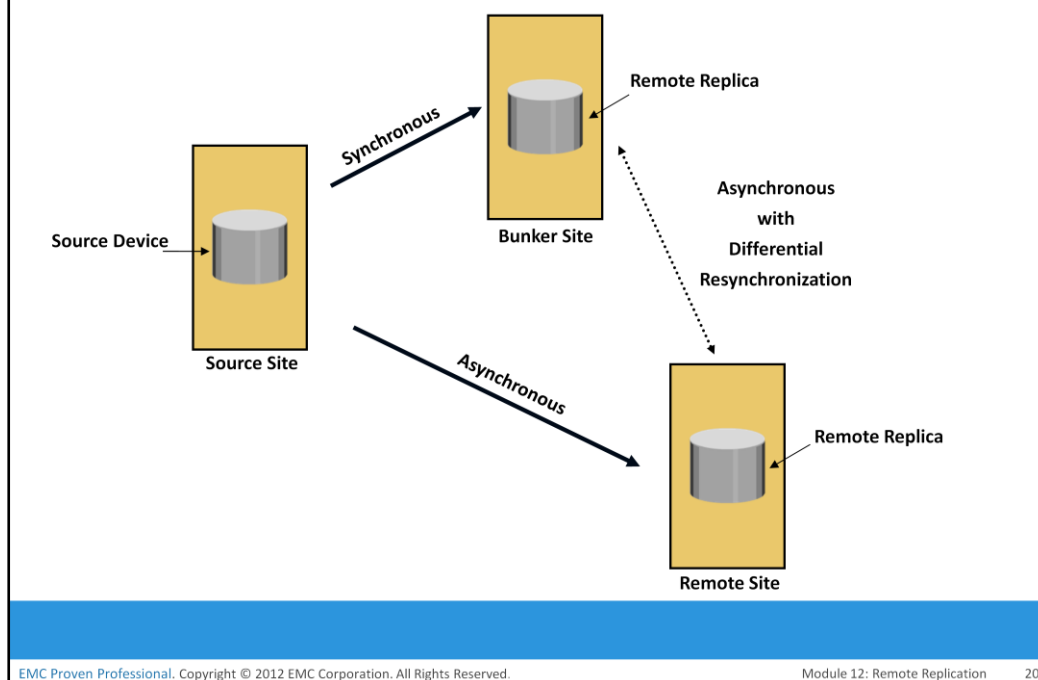 Remote Replica
Synchronous
Asynchronous
with
Differential
Resynchronization
Bunker Site
Source Device
Source Site
Asynchronous
Remote Replica
Remote Site
EMC Proven Professional. Copyright © 2012 EMC Corporation. All Rights Reserved.
Module 12: Remote Replication 20